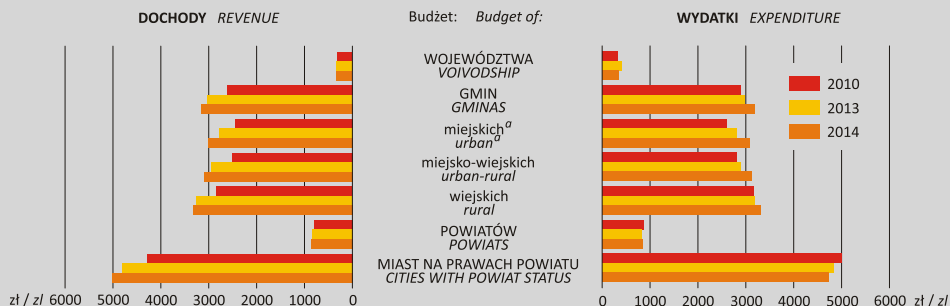 DOCHODY REVENUE
Budżet: Budget of:
WYDATKI EXPENDITURE
WOJEWÓDZTWA
VOIVODSHIP
GMIN
GMINAS
miejskich a
urban a
miejsko-wiejskich
urban-rural
wiejskich
rural
POWIATÓW
POWIATS
MIAST NA PRAWACH POWIATU
CITIES WITH POWIAT STATUS
2010
2013
2014
zł / zl 6000 5000 4000 3000 2000 1000 0
0 1000 2000 3000 4000 5000 6000 zł / zl